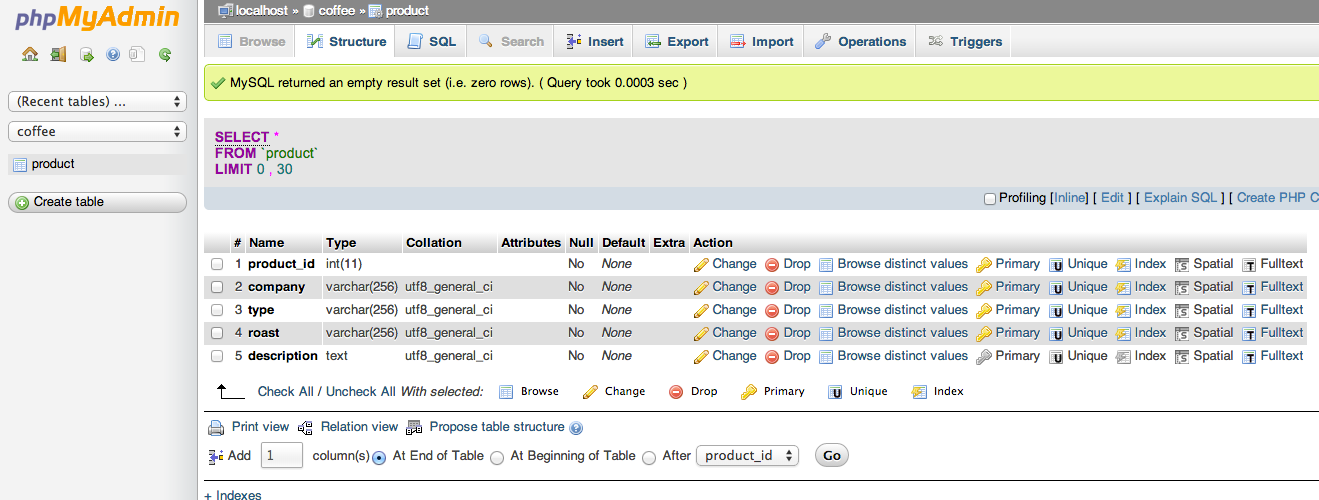 phpMyAdmin
localhost » coffee » product
Browse Structure SQL Search Insert Export Import Operations Triggers
MySQL returned an empty result set (i.e. zero rows). ( Query took 0.0003 sec )
(Recent tables) ...
coffee
product
Create table
SELECT *
FROM `product`
LIMIT 0 , 30
Profiling [Inline] [ Edit ] [ Explain SQL ] [ Create PHP C
# Name Type Collation Attributes Null Default Extra Action
1 product_id int(11) No None Change Drop Browse distinct values Primary Unique Index Spatial Fulltext
2 company varchar(256) utf8_general_ci No None Change Drop Browse distinct values Primary Unique Index Spatial Fulltext
3 type varchar(256) utf8_general_ci No None Change Drop Browse distinct values Primary Unique Index Spatial Fulltext
4 roast varchar(256) utf8_general_ci No None Change Drop Browse distinct values Primary Unique Index Spatial Fulltext
5 description text utf8_general_ci No None Change Drop Browse distinct values Primary Unique Index Spatial Fulltext
Check All / Uncheck All With selected: Browse Change Drop Primary Unique Index
Print view Relation view Propose table structure
Add 1 column(s) At End of Table At Beginning of Table After product_id Go
+ Indexes